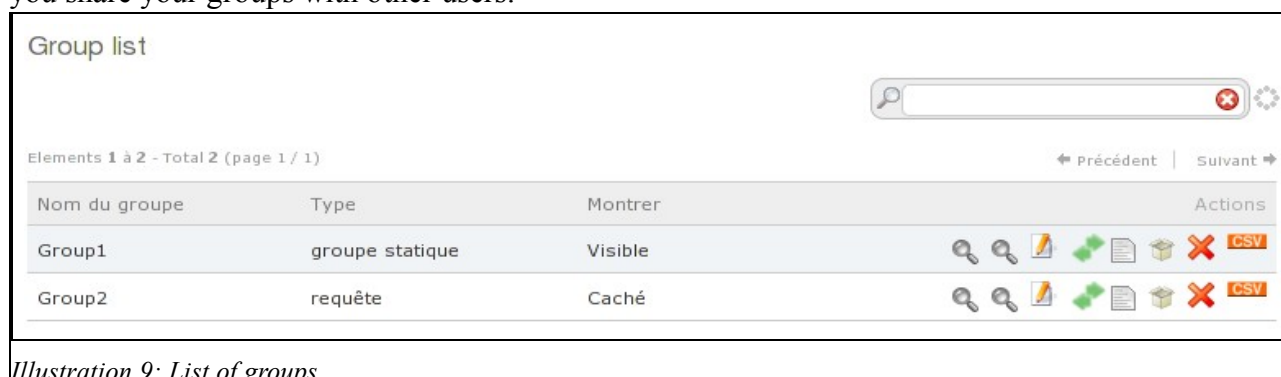 you share your groups with other users.
Group list
Elements 1 à 2 - Total 2 (page 1 / 1) Précédent | Suivant
Nom du groupe Type Montrer Actions
Group1 groupe statique Visible CSV
Group2 requête Caché CSV
Illustration 9: List of groups